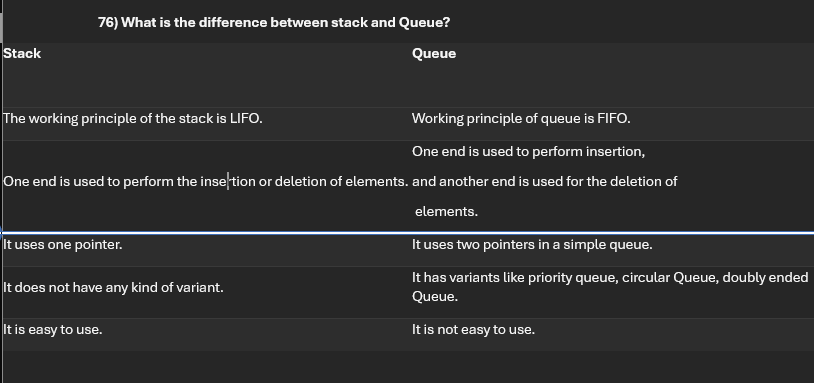 76) What is the difference between stack and Queue?
Stack
Queue
The working principle of the stack is LIFO.
Working principle of queue is FIFO.
One end is used to perform the insertion or deletion of elements.
One end is used to perform insertion,
and another end is used for the deletion of
elements.
It uses one pointer.
It uses two pointers in a simple queue.
It does not have any kind of variant.
It has variants like priority queue, circular Queue, doubly ended
Queue.
It is easy to use.
It is not easy to use.